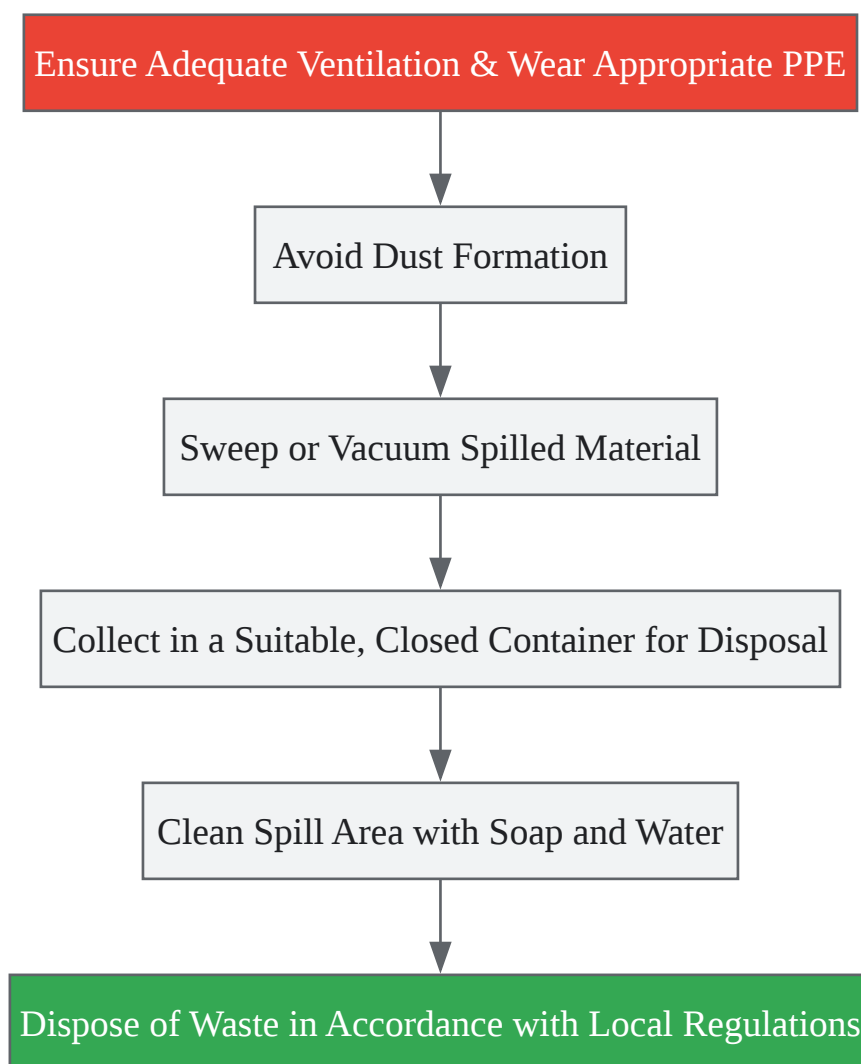 Ensure Adequate Ventilation & Wear Appropriate PPE
Avoid Dust Formation
Sweep or Vacuum Spilled Material
Collect in a Suitable, Closed Container for Disposal
Clean Spill Area with Soap and Water
Dispose of Waste in Accordance with Local Regulations